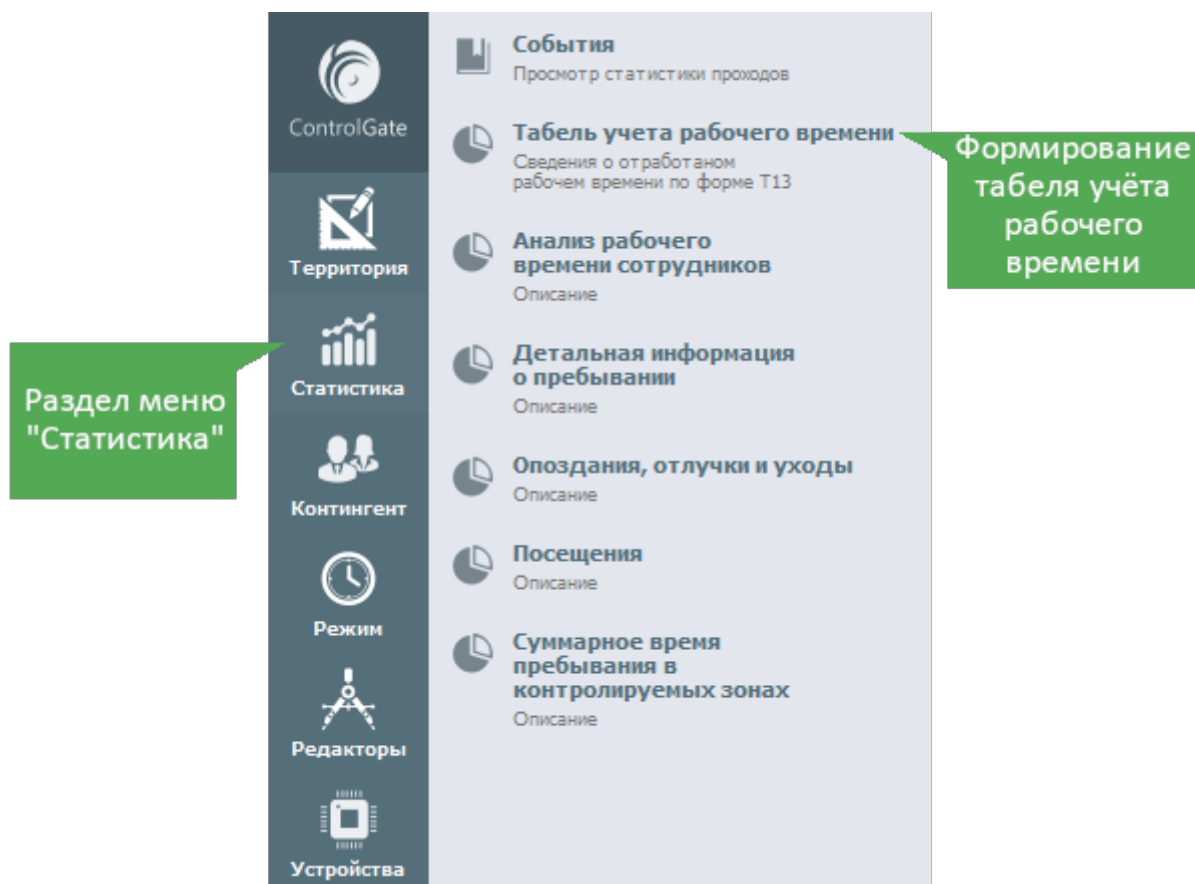 ControlGate
Территория
Статистика
Контингент
Режим
Редакторы
Устройства
События
Просмотр статистики проходов
Табель учета рабочего времени
Сведения о отработаном
рабочем времени по форме Т13
Анализ рабочего
времени сотрудников
Описание
Детальная информация
о пребывании
Описание
Опоздания, отлучки и уходы
Описание
Посещения
Описание
Суммарное время
пребывания в
контролируемых зонах
Описание
Раздел меню
"Статистика"
Формирование
табеля учёта
рабочего
времени